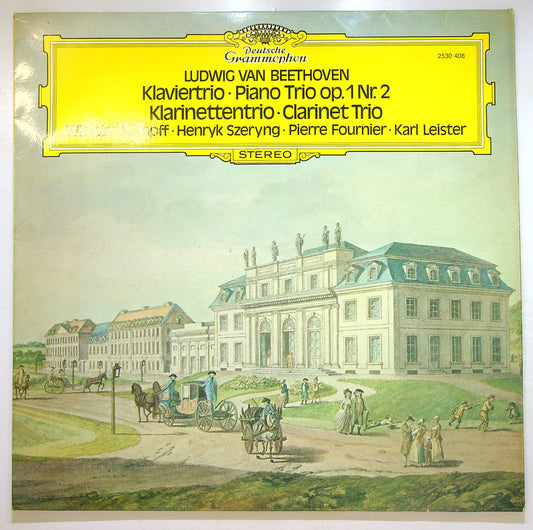 Deutsche
Grammophon
2530 408
LUDWIG VAN BEETHOVEN
Klaviertrio · Piano Trio op. 1 Nr. 2
Klarinettentrio · Clarinet Trio
· Henryk Szeryng · Pierre Fournier · Karl Leister
STEREO